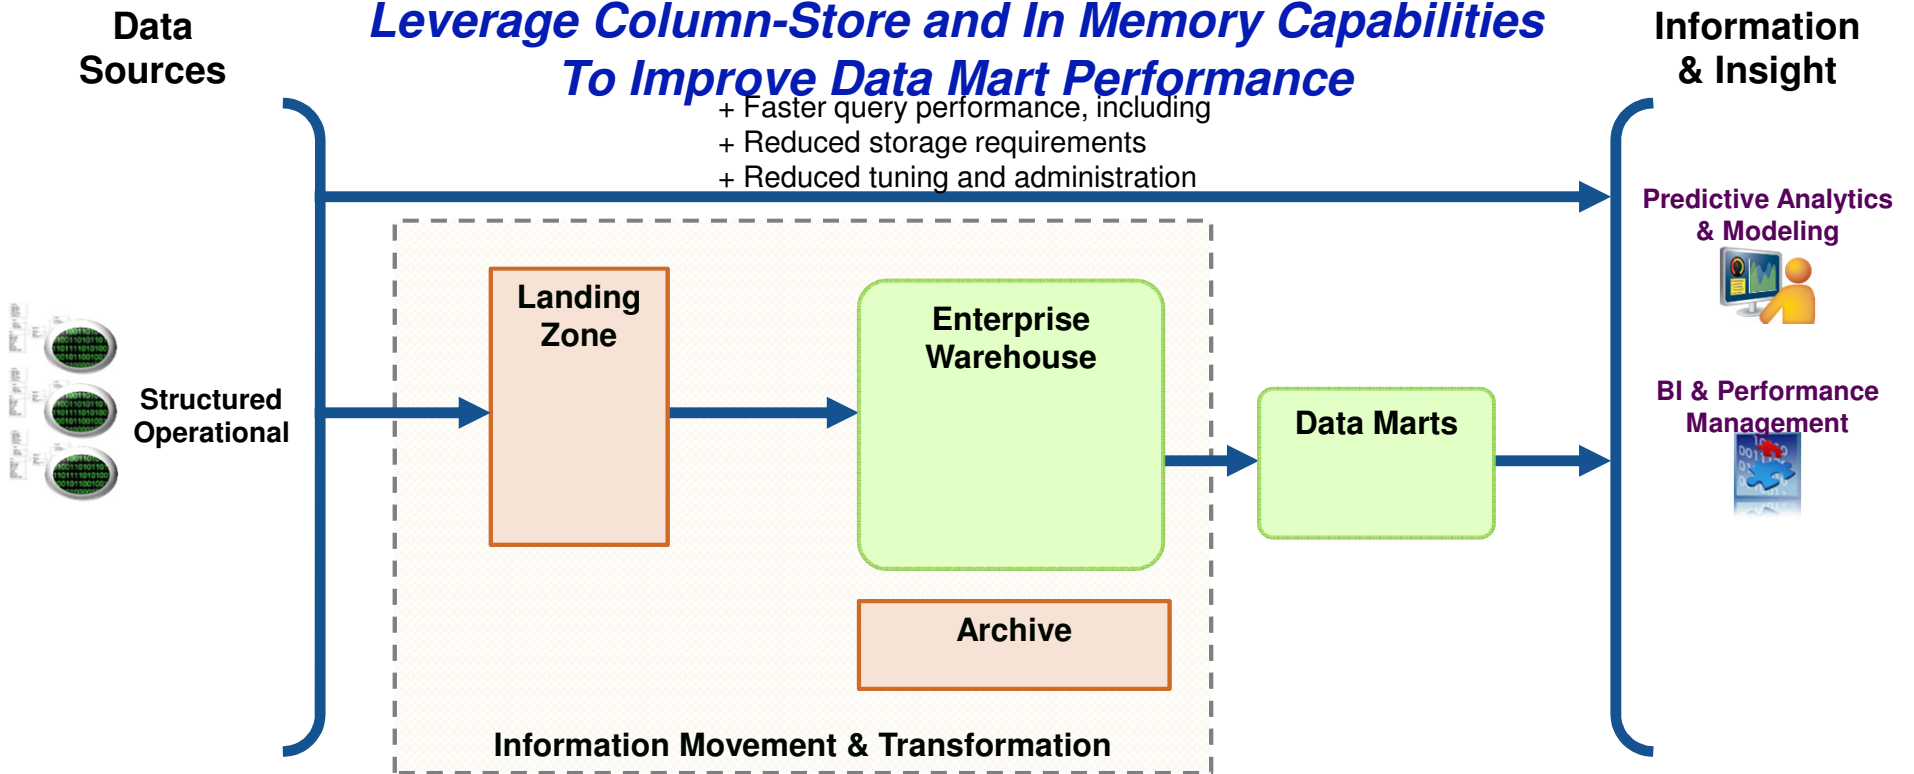 Data
Sources
Leverage Column-Store and In Memory Capabilities
To Improve Data Mart Performance
+ Faster query performance, including
+ Reduced storage requirements
+ Reduced tuning and administration
Information
& Insight
Predictive Analytics
& Modeling
BI & Performance
Management
Structured
Operational
Landing
Zone
Enterprise
Warehouse
Data Marts
Archive
Information Movement & Transformation